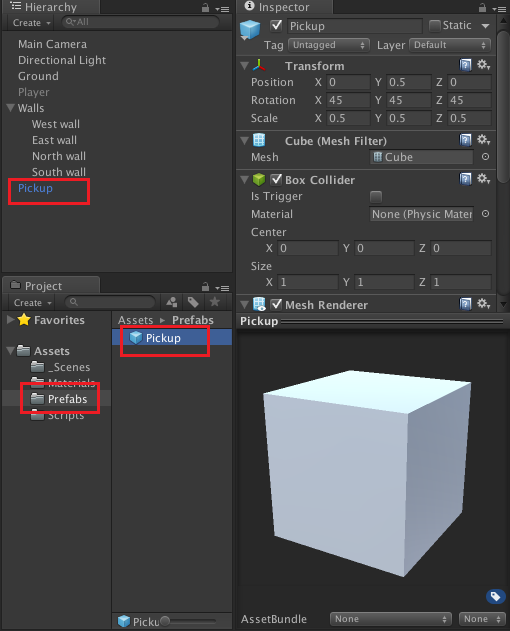 Hierarchy
Create All
Main Camera
Directional Light
Ground
Player
Walls
West wall
East wall
North wall
South wall
Pickup
Project
Create
Favorites
Assets
_Scenes
Materials
Prefabs
Scripts
Assets Prefabs
Pickup
Picku
Inspector
Pickup Static
Tag Untagged Layer Default
Transform
Position X 0 Y 0.5 Z 0
Rotation X 45 Y 45 Z 45
Scale X 0.5 Y 0.5 Z 0.5
Cube (Mesh Filter)
Mesh Cube
Box Collider
Is Trigger
Material None (Physic Mater
Center
X 0 Y 0 Z 0
Size
X 1 Y 1 Z 1
Mesh Renderer
Pickup
AssetBundle None None